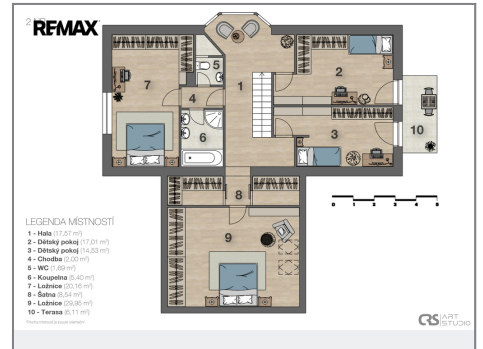 REMAX
5
7
1
2
4
6
3
10
8
9
0 1 2 3 4 5
LEGENDA MÍSTNOSTÍ
1 - Hala (17,57 m²)
2 - Dětský pokoj (17,01 m²)
3 - Dětský pokoj (14,53 m²)
4 - Chodba (2,00 m²)
5 - WC (1,69 m²)
6 - Koupelna (5,40 m²)
7 - Ložnice (20,16 m²)
8 - Šatna (8,54 m²)
9 - Ložnice (29,95 m²)
10 - Terasa (6,11 m²)
CRS ART
STUDIO